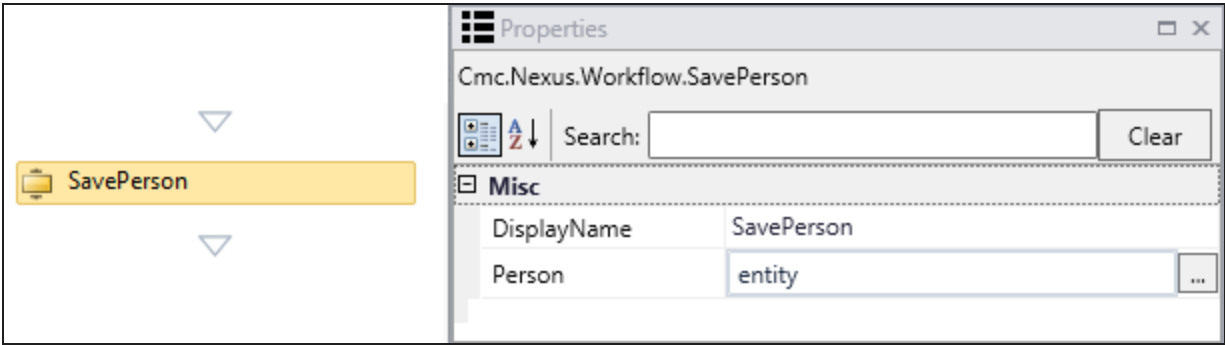 Properties
Cmc.Nexus.Workflow.SavePerson
A
Z
Search:
Clear
SavePerson
Misc
DisplayName SavePerson
Person entity ...